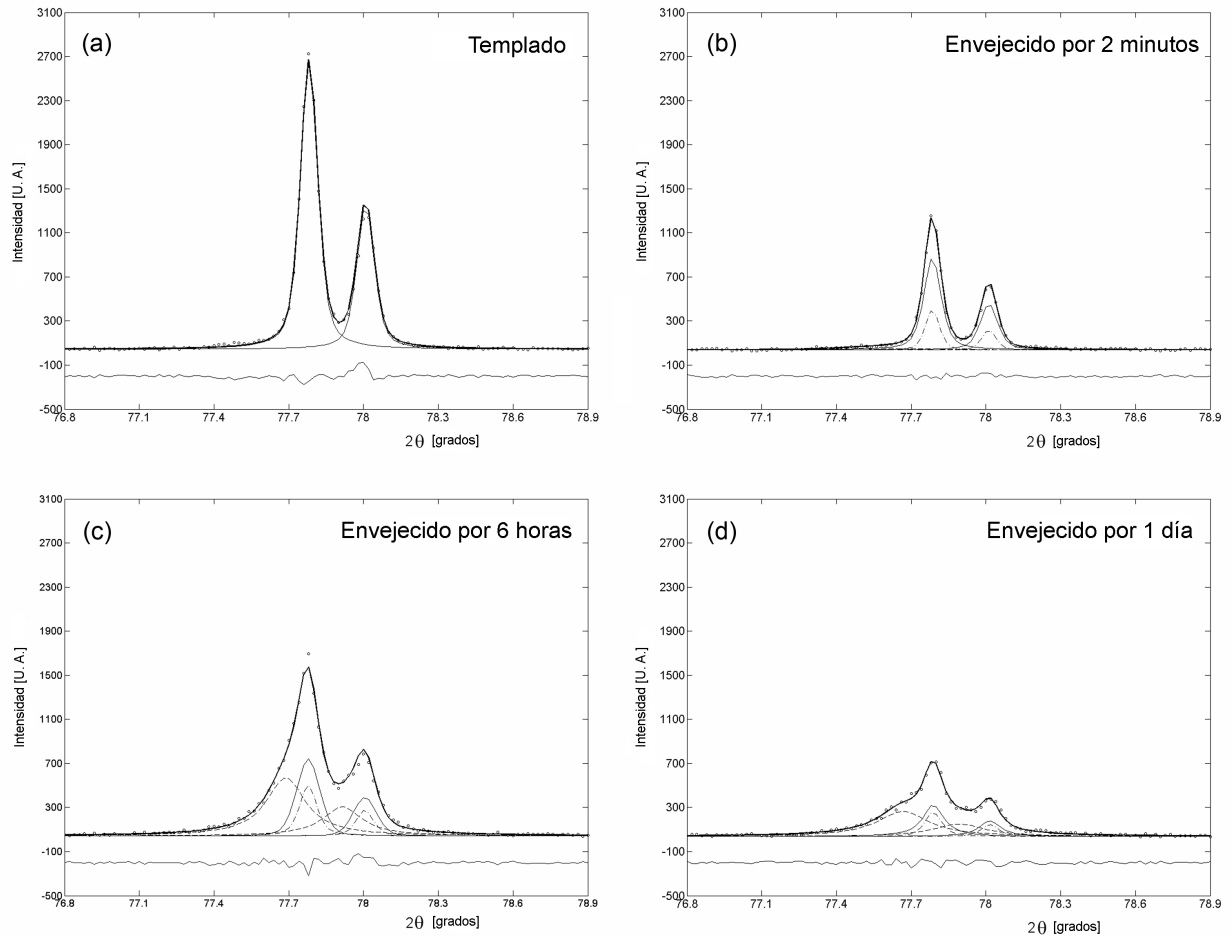 (a) Templado
3100
2700
2300
1900
1500
1100
700
300
-100
-500
Intensidad [U. A.]
76.8 77.1 77.4 77.7 78 78.3 78.6 78.9
2θ [grados]
(b) Envejecido por 2 minutos
3100
2700
2300
1900
1500
1100
700
300
-100
-500
Intensidad [U. A.]
76.8 77.1 77.4 77.7 78 78.3 78.6 78.9
2θ [grados]
(c) Envejecido por 6 horas
3100
2700
2300
1900
1500
1100
700
300
-100
-500
Intensidad [U. A.]
76.8 77.1 77.4 77.7 78 78.3 78.6 78.9
2θ [grados]
(d) Envejecido por 1 día
3100
2700
2300
1900
1500
1100
700
300
-100
-500
Intensidad [U. A.]
76.8 77.1 77.4 77.7 78 78.3 78.6 78.9
2θ [grados]